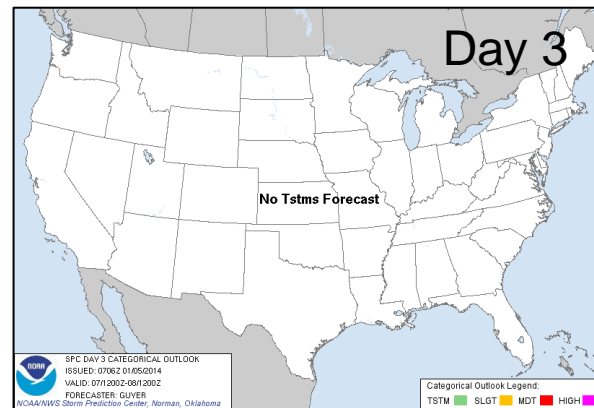 Day 3
No Tstms Forecast
NOAA
SPC DAY 3 CATEGORICAL OUTLOOK
ISSUED: 0706Z 01/05/2014
VALID: 07/1200Z-08/1200Z
FORECASTER: GUYER
NOAA/NWS Storm Prediction Center, Norman, Oklahoma
Categorical Outlook Legend:
TSTM SLGT MDT HIGH